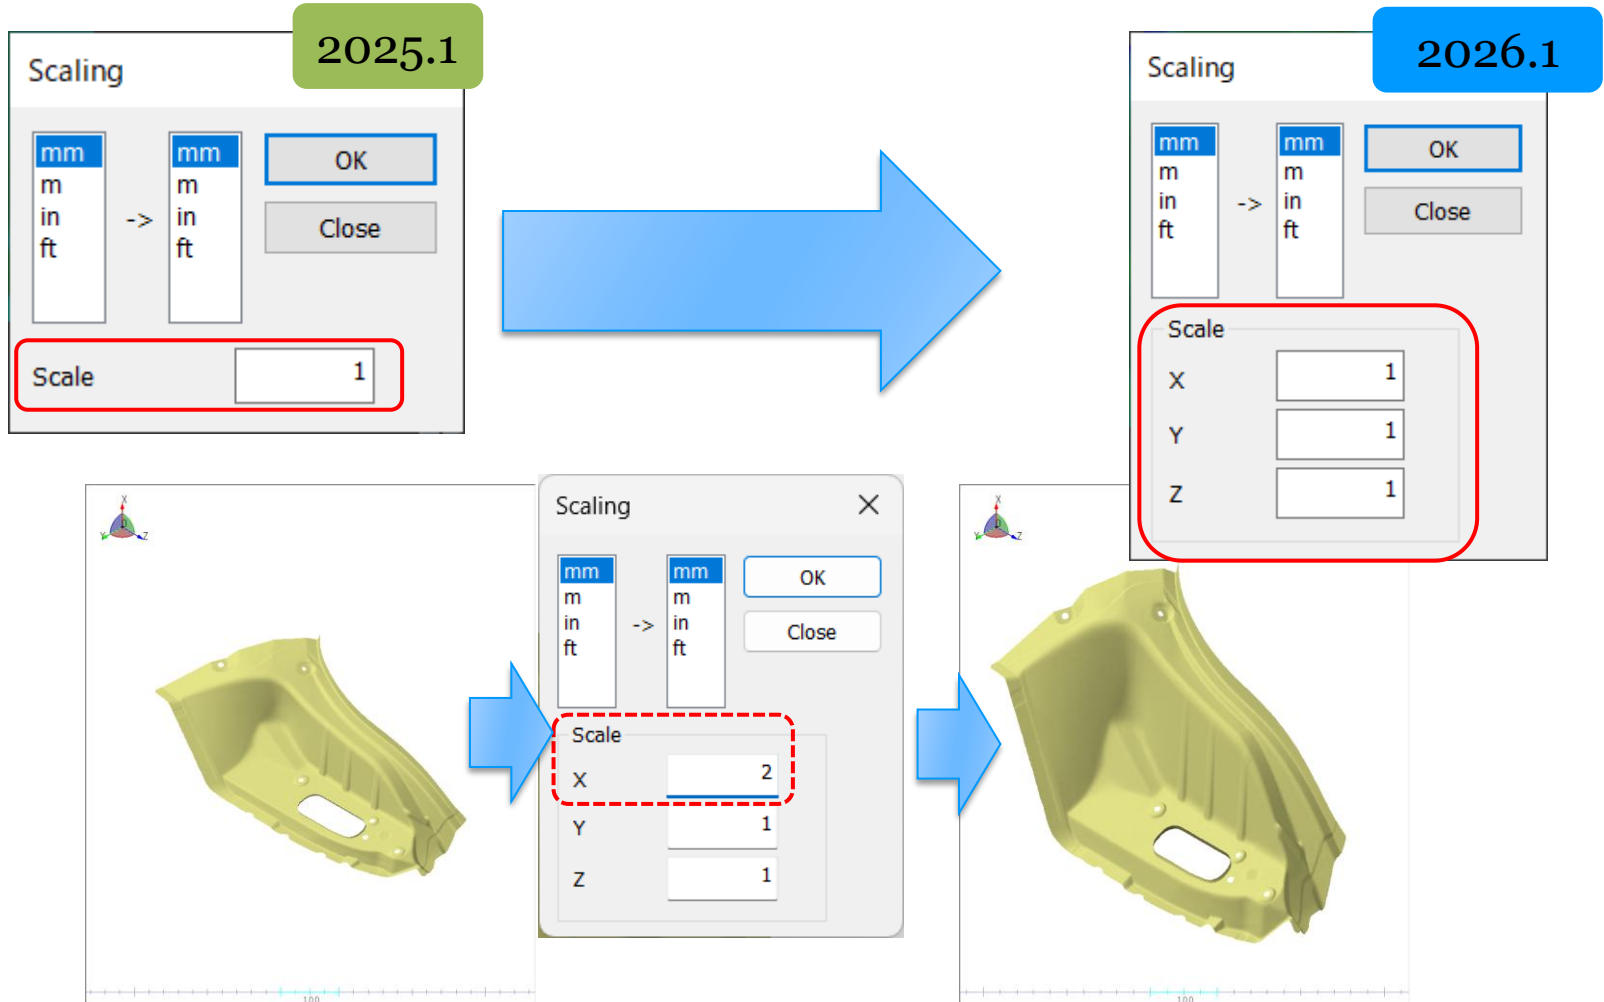 2025.1
Scaling
mm
m
in
ft
->
mm
m
in
ft
OK
Close
Scale 1
2026.1
Scaling
mm
m
in
ft
->
mm
m
in
ft
OK
Close
Scale
X 1
Y 1
Z 1
X
Y
Z
100
Scaling
mm
m
in
ft
->
mm
m
in
ft
OK
Close
Scale
X 2
Y 1
Z 1
X
Y
Z
100